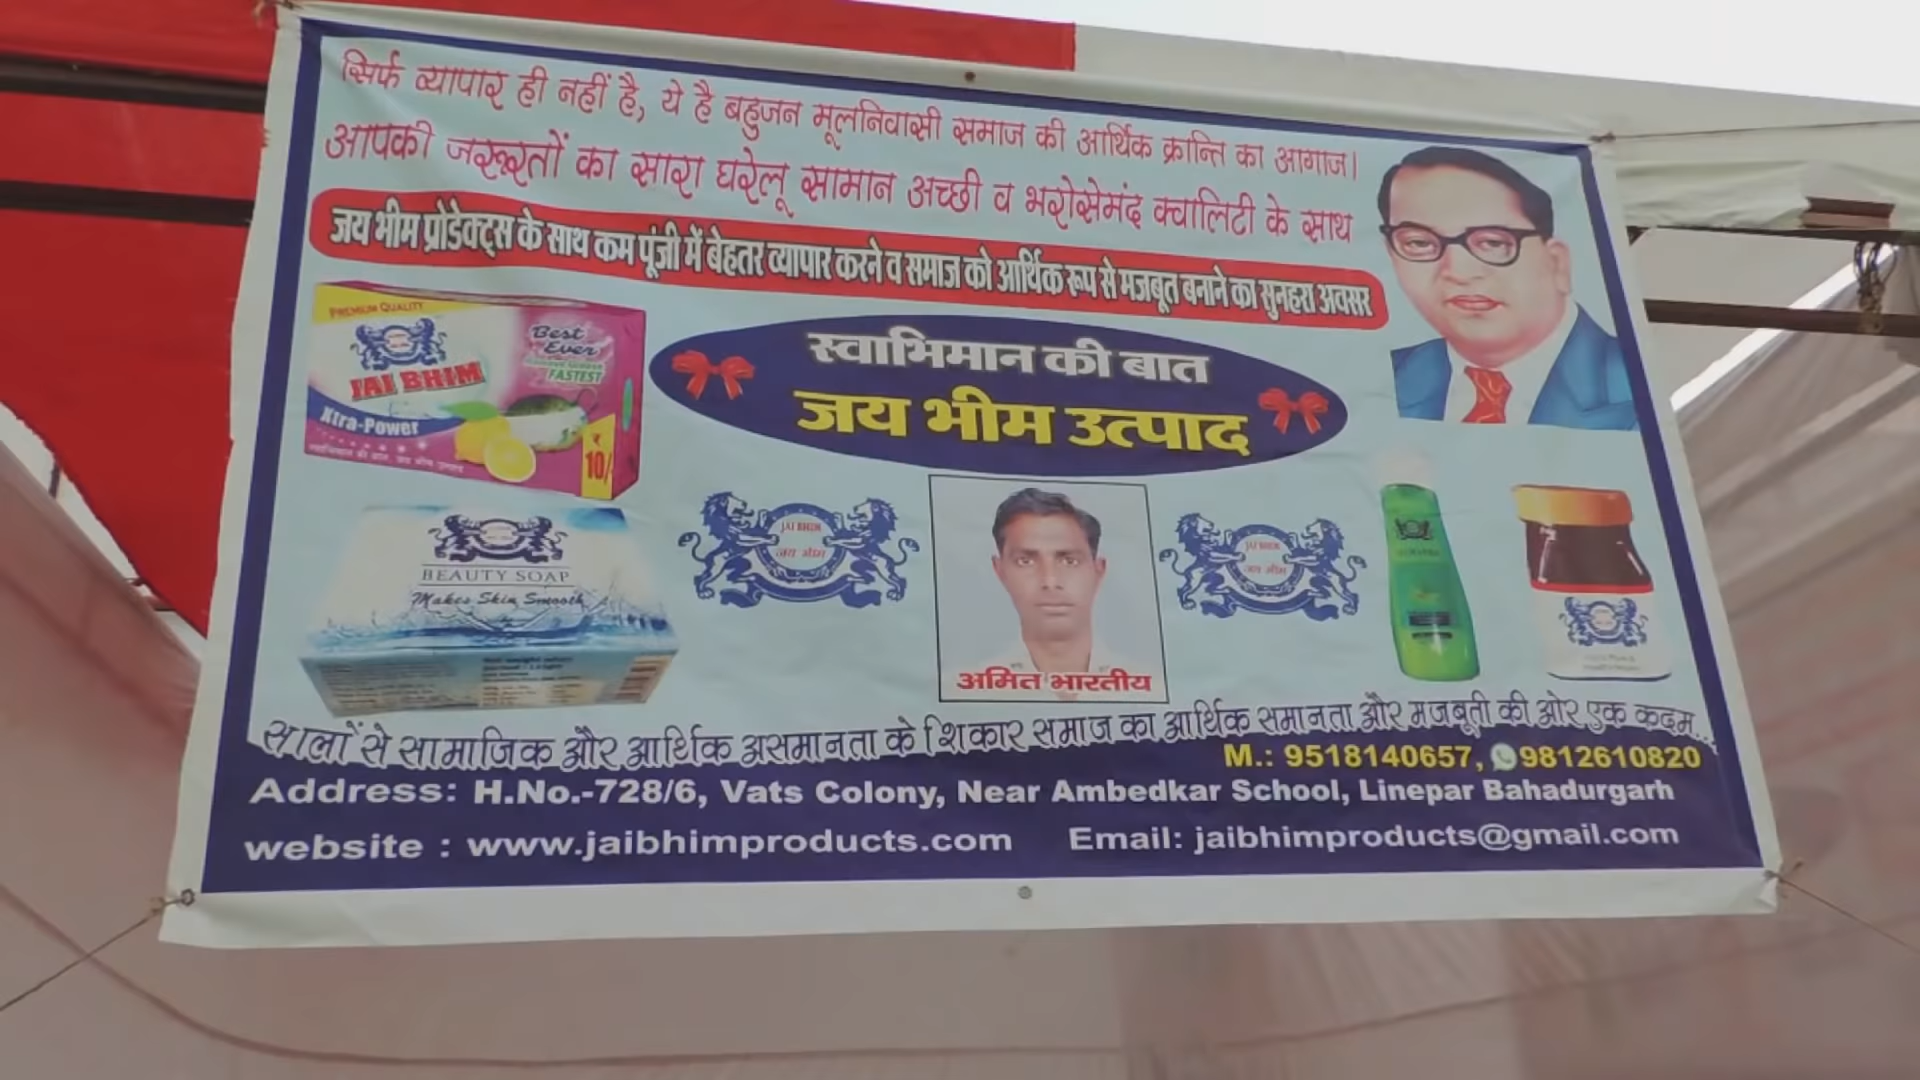 सिर्फ व्यापार ही नहीं है, ये है बहुजन मूलनिवासी समाज की आर्थिक क्रान्ति का आगाज।
आपकी जरूरतों का सारा घरेलू सामान अच्छी व भरोसेमंद क्वालिटी के साथ
जय भीम प्रोडेक्ट्स के साथ कम पूंजी में बेहतर व्यापार करने व समाज को आर्थिक रूप से मजबूत बनाने का सुनहरा अवसर
PREMIUM QUALITY
JAI BHIM
Xtra-Power
Best
Ever
FASTEST
₹
10/
स्वाभिमान की बात
जय भीम उत्पाद
BEAUTY SOAP
Makes Skin Smooth
JAI BHIM
जय भीम
अमित भारतीय
JAI BHIM
जय भीम
सालों से सामाजिक और आर्थिक असमानता के शिकार समाज का आर्थिक समानता और मजबूती की ओर एक कदम...
M.: 9518140657, 9812610820
Address: H.No.-728/6, Vats Colony, Near Ambedkar School, Linepar Bahadurgarh
website : www.jaibhimproducts.com Email: jaibhimproducts@gmail.com